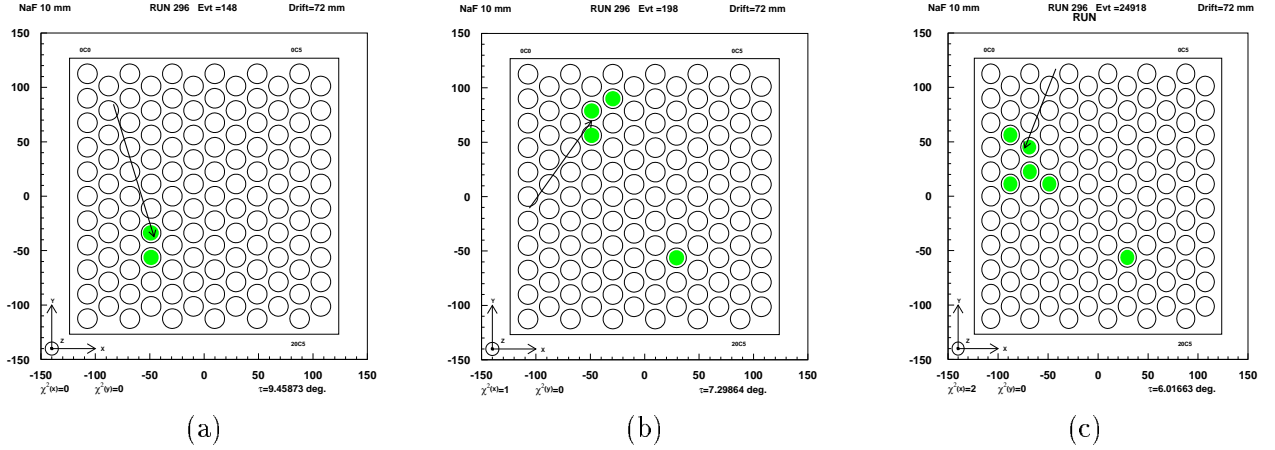 NaF 10 mm RUN 296 Evt =148 Drift=72 mm
150
100
50
0
-50
-100
-150
0C0 0C5
20C5
Y
Z
X
-150 -100 -50 0 50 100 150
χ²(x)=0 χ²(y)=0 τ=9.45873 deg.
(a)
NaF 10 mm RUN 296 Evt =198 Drift=72 mm
150
100
50
0
-50
-100
-150
0C0 0C5
20C5
Y
Z
X
-150 -100 -50 0 50 100 150
χ²(x)=1 χ²(y)=0 τ=7.29864 deg.
(b)
NaF 10 mm RUN 296 Evt =24918 Drift=72 mm
RUN
150
100
50
0
-50
-100
-150
0C0 0C5
20C5
Y
Z
X
-150 -100 -50 0 50 100 150
χ²(x)=2 χ²(y)=0 τ=6.01663 deg.
(c)